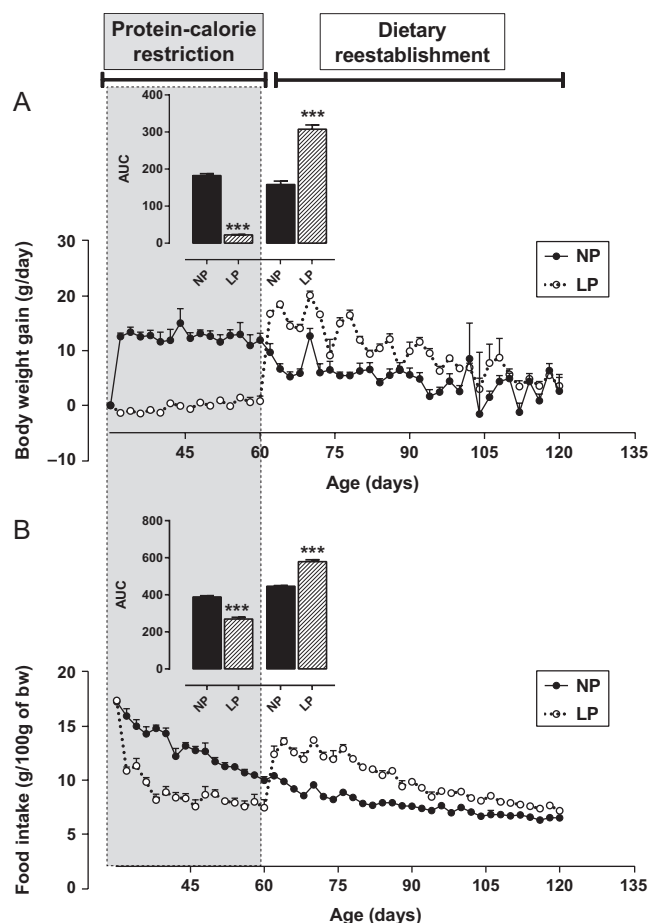 Protein-calorie
restriction
Dietary
reestablishment
A
400
300
200
100
0
AUC
***
***
NP
LP
NP
LP
Body weight gain (g/day)
30
20
10
0
–10
NP
LP
45
60
75
90
105
120
135
Age (days)
B
800
600
400
200
0
AUC
***
***
NP
LP
NP
LP
Food intake (g/100g of bw)
20
15
10
5
0
NP
LP
45
60
75
90
105
120
135
Age (days)